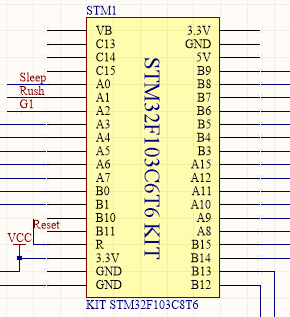 STM1
VB 3.3V
C13 GND
C14 5V
C15 B9
Sleep A0 B8
Rush A1 B7
G1 A2 B6
A3 B5
A4 B4
A5 B3
A6 A15
A7 A12
B0 A11
B1 A10
B10 A9
Reset B11 A8
VCC R B15
3.3V B14
GND B13
GND B12
STM32F103C6T6 KIT
KIT STM32F103C8T6